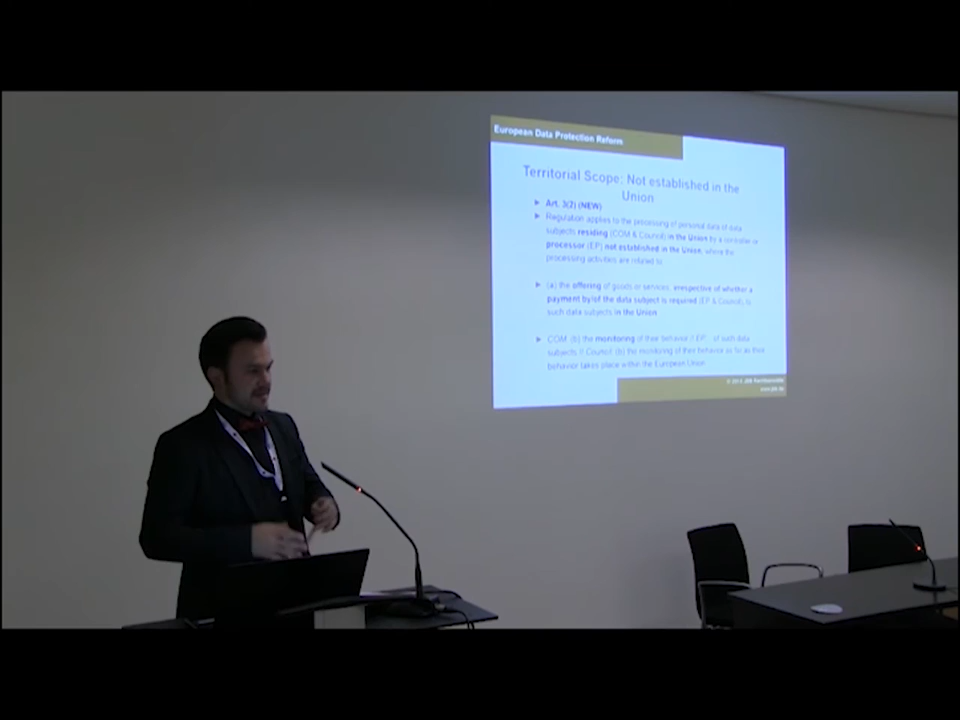 European Data Protection Reform
Territorial Scope: Not established in the
Union
► Art. 3(2) (NEW)
► Regulation applies to the processing of personal data of data
subjects residing (COM & Council) in the Union by a controller or
processor (EP) not established in the Union, where the
processing activities are related to
► (a) the offering of goods or services, irrespective of whether a
payment by/of the data subject is required (EP & Council) to
such data subjects in the Union
► COM (b) the monitoring of their behavior // EP: of such data
subjects // Council: (b) the monitoring of their behavior as far as their
behavior takes place within the European Union